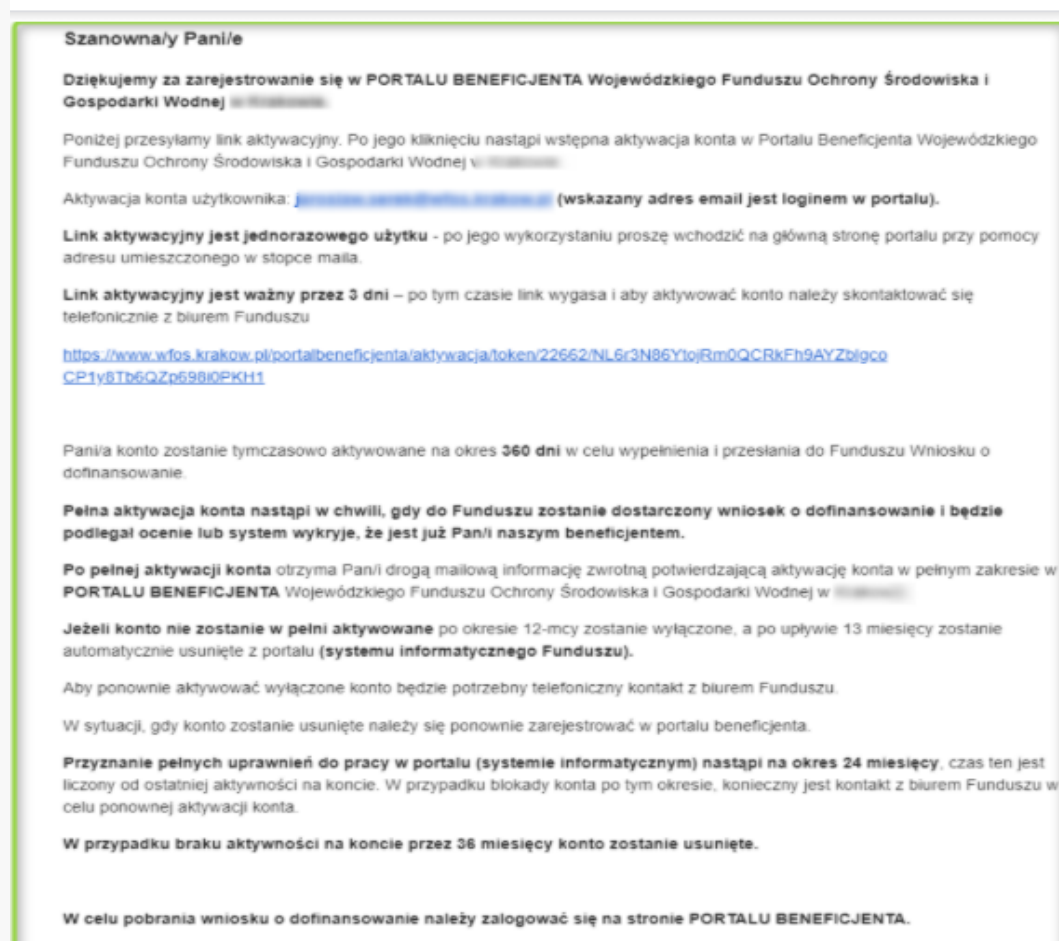 Szanowna/y Pani/e
Dziękujemy za zarejestrowanie się w PORTALU BENEFICJENTA Wojewódzkiego Funduszu Ochrony Środowiska i
Gospodarki Wodnej
Poniżej przesyłamy link aktywacyjny. Po jego kliknięciu nastąpi wstępna aktywacja konta w Portalu Beneficjenta Wojewódzkiego
Funduszu Ochrony Środowiska i Gospodarki Wodnej
Aktywacja konta użytkownika: (wskazany adres email jest loginem w portalu).
Link aktywacyjny jest jednorazowego użytku - po jego wykorzystaniu proszę wchodzić na główną stronę portalu przy pomocy
adresu umieszczonego w stopce maila.
Link aktywacyjny jest ważny przez 3 dni – po tym czasie link wygasa i aby aktywować konto należy skontaktować się
telefonicznie z biurem Funduszu
https://www.wfos.krakow.pl/portalbeneficjenta/aktywacja/token/22662/NL6r3N86YtojRm0QCRkFh9AYZbIgco
CP1y8Tb6QZp698I0PKH1
Pani/a konto zostanie tymczasowo aktywowane na okres 360 dni w celu wypełnienia i przesłania do Funduszu Wniosku o
dofinansowanie.
Pełna aktywacja konta nastąpi w chwili, gdy do Funduszu zostanie dostarczony wniosek o dofinansowanie i będzie
podlegał ocenie lub system wykryje, że jest już Pan/i naszym beneficjentem.
Po pełnej aktywacji konta otrzyma Pan/i drogą mailową informację zwrotną potwierdzającą aktywację konta w pełnym zakresie w
PORTALU BENEFICJENTA Wojewódzkiego Funduszu Ochrony Środowiska i Gospodarki Wodnej w
Jeżeli konto nie zostanie w pełni aktywowane po okresie 12-mcy zostanie wyłączone, a po upływie 13 miesięcy zostanie
automatycznie usunięte z portalu (systemu informatycznego Funduszu).
Aby ponownie aktywować wyłączone konto będzie potrzebny telefoniczny kontakt z biurem Funduszu.
W sytuacji, gdy konto zostanie usunięte należy się ponownie zarejestrować w portalu beneficjenta.
Przyznanie pełnych uprawnień do pracy w portalu (systemie informatycznym) nastąpi na okres 24 miesięcy, czas ten jest
liczony od ostatniej aktywności na koncie. W przypadku blokady konta po tym okresie, konieczny jest kontakt z biurem Funduszu w
celu ponownej aktywacji konta.
W przypadku braku aktywności na koncie przez 36 miesięcy konto zostanie usunięte.
W celu pobrania wniosku o dofinansowanie należy zalogować się na stronie PORTALU BENEFICJENTA.